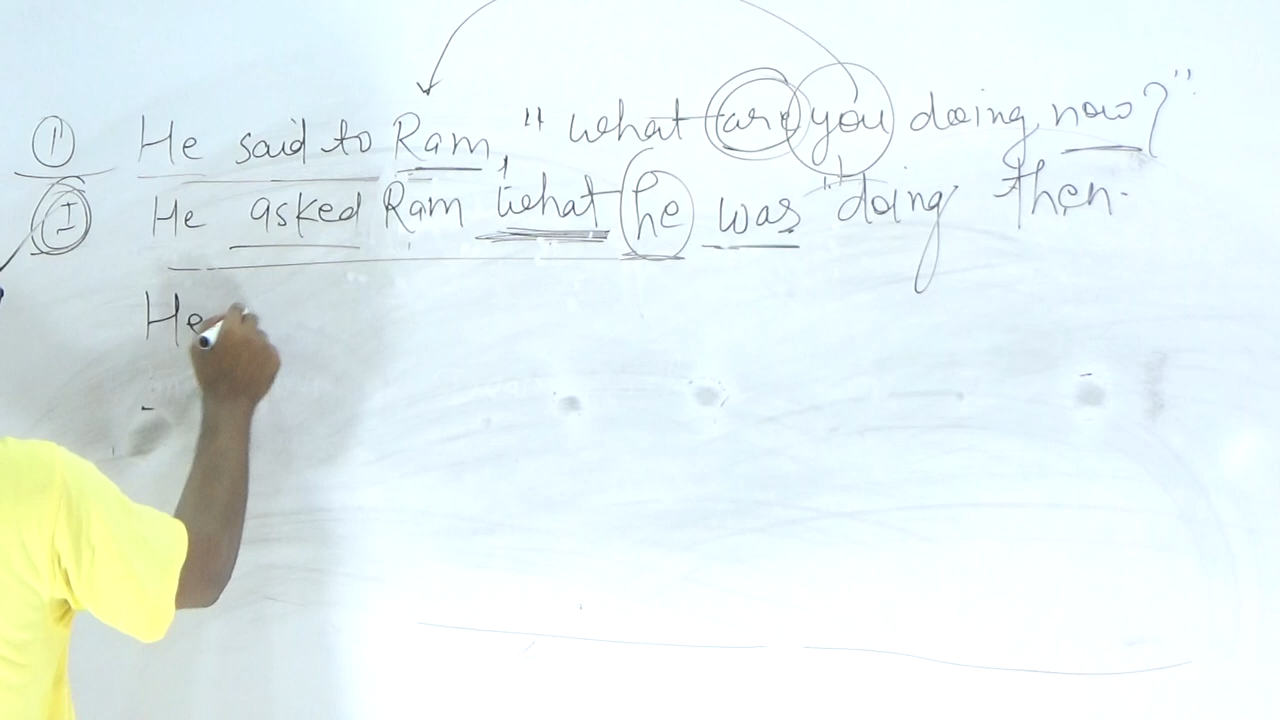 ① He said to Ram, "what are you doing now?"
② He asked Ram what he was doing then.
He